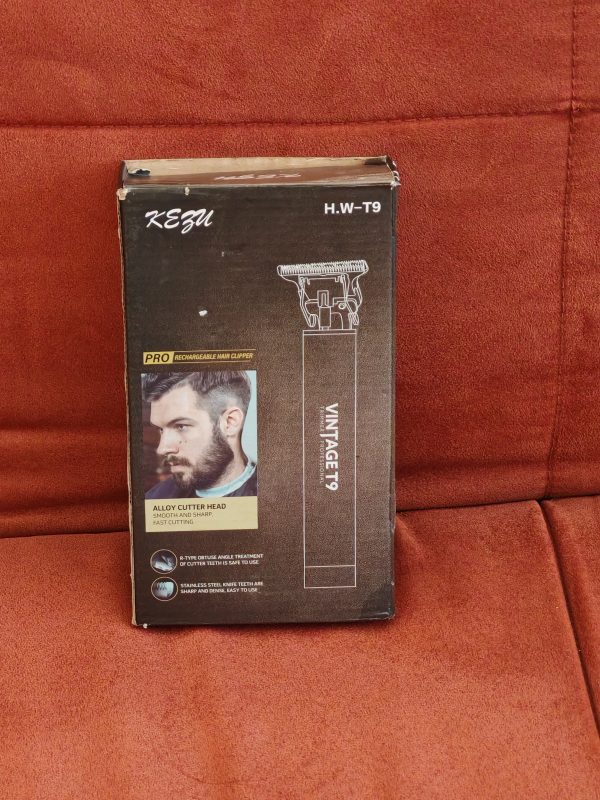 KEZU
KEZU
H.W-T9
PRO RECHARGEABLE HAIR CLIPPER
VINTAGE T9
ALLOY CUTTER HEAD
SMOOTH AND SHARP,
FAST CUTTING
R-TYPE OBTUSE ANGLE TREATMENT
OF CUTTER TEETH IS SAFE TO USE
STAINLESS STEEL KNIFE TEETH ARE
SHARP AND DENSE, EASY TO USE